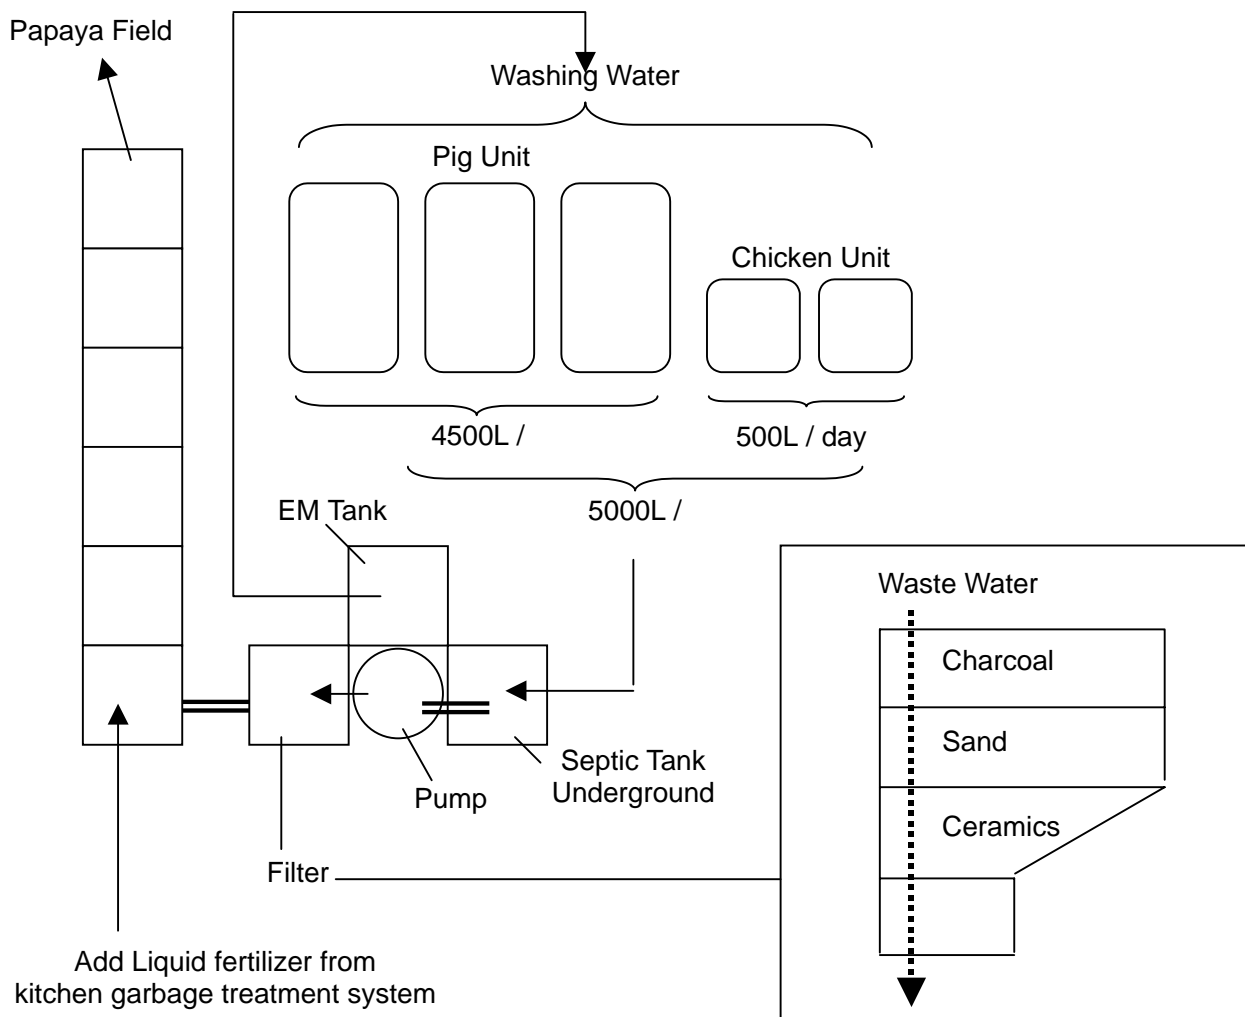 Papaya Field
Washing Water
Pig Unit
Chicken Unit
4500L /
500L / day
5000L /
EM Tank
Waste Water
Charcoal
Sand
Ceramics
Septic Tank
Underground
Pump
Filter
Add Liquid fertilizer from
kitchen garbage treatment system